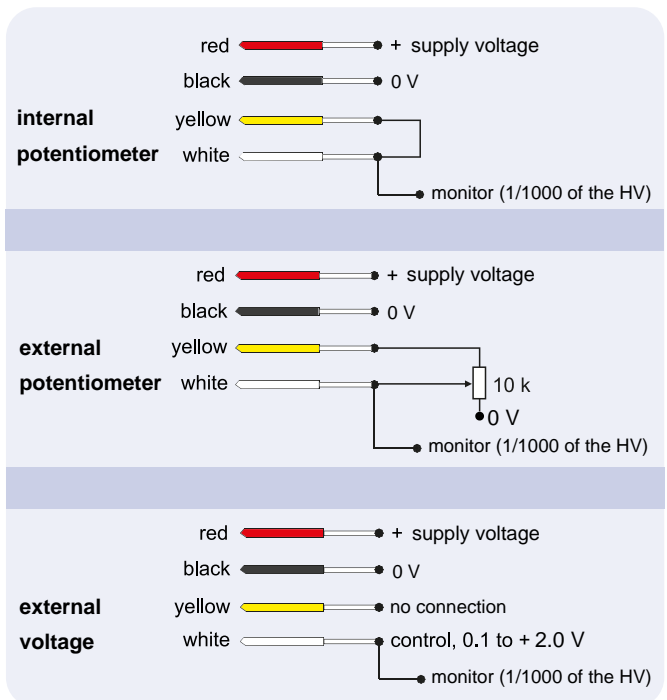 red + supply voltage
black 0 V
internal yellow
potentiometer white
monitor (1/1000 of the HV)
red + supply voltage
black 0 V
external yellow
potentiometer white 10 k
0 V
monitor (1/1000 of the HV)
red + supply voltage
black 0 V
external yellow no connection
voltage white control, 0.1 to + 2.0 V
monitor (1/1000 of the HV)